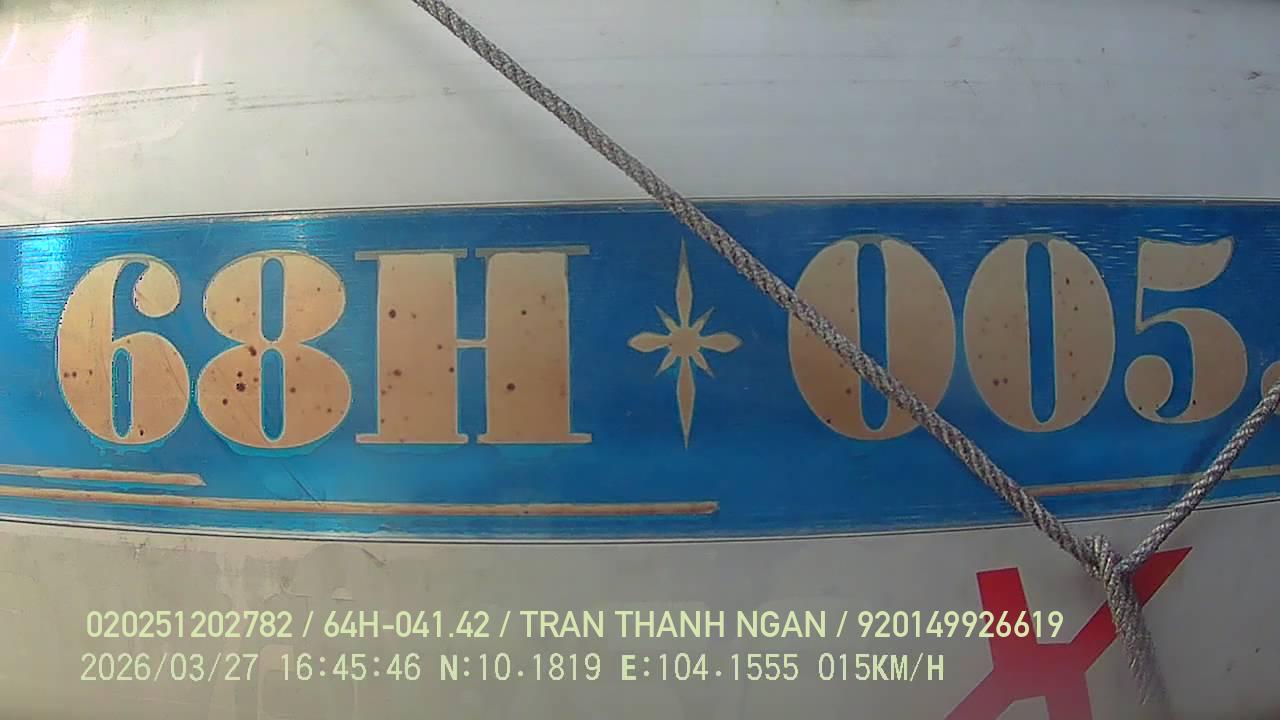 68H 005.
020251202782 / 64H-041.42 / TRAN THANH NGAN / 920149926619
2026/03/27 16:45:46 N:10.1819 E:104.1555 015KM/H